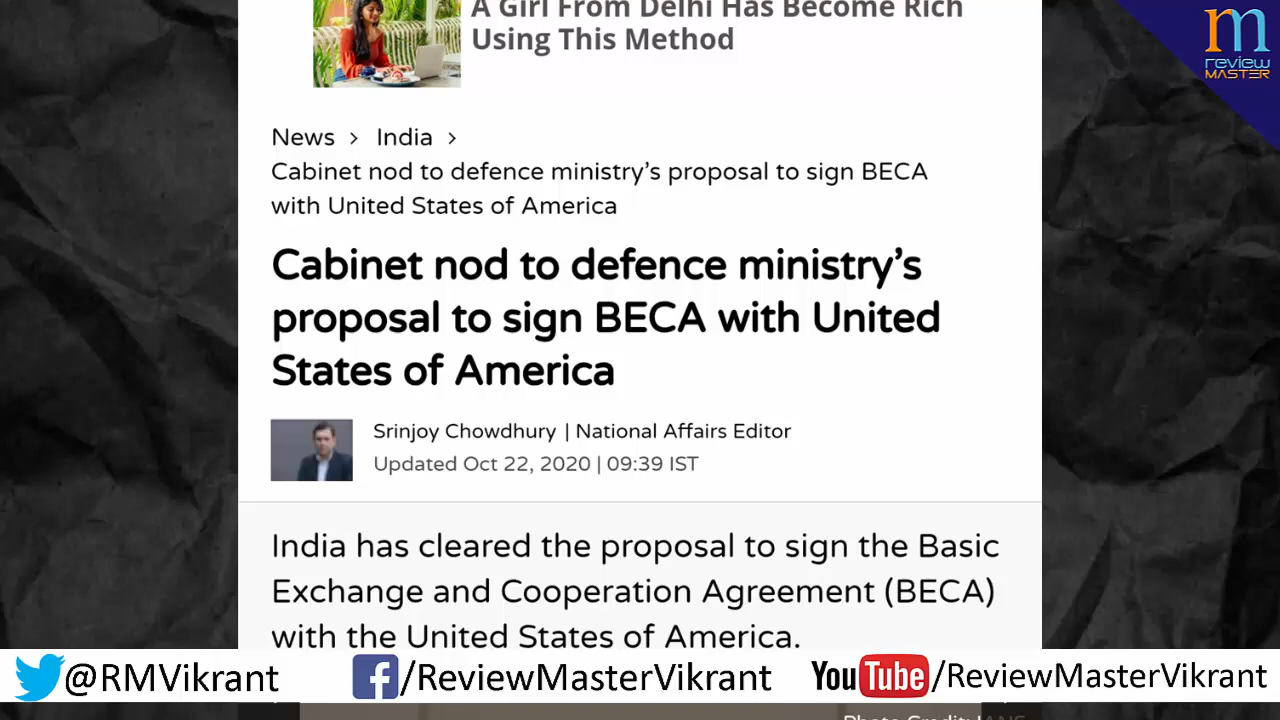 A Girl From Delhi Has Become Rich
Using This Method
m
review
MASTER
News > India >
Cabinet nod to defence ministry’s proposal to sign BECA
with United States of America
Cabinet nod to defence ministry’s
proposal to sign BECA with United
States of America
Srinjoy Chowdhury | National Affairs Editor
Updated Oct 22, 2020 | 09:39 IST
India has cleared the proposal to sign the Basic
Exchange and Cooperation Agreement (BECA)
with the United States of America.
@RMVikrant
f/ReviewMasterVikrant
YouTube/ReviewMasterVikrant